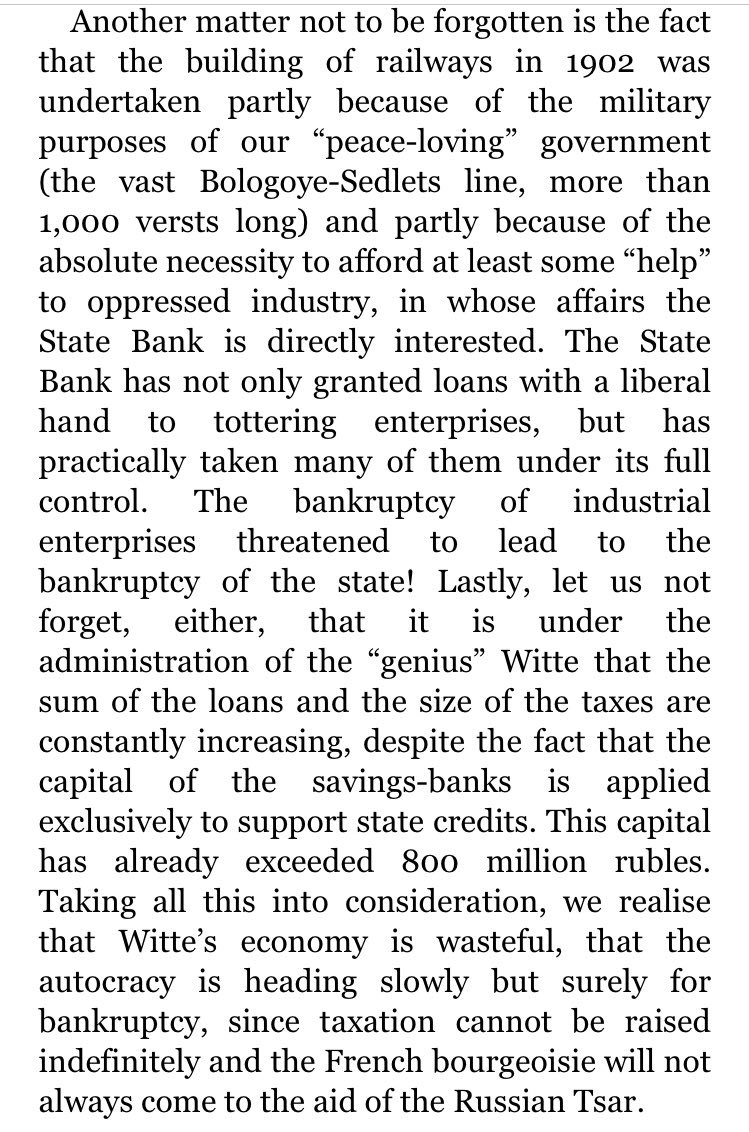 Another matter not to be forgotten is the fact
that the building of railways in 1902 was
undertaken partly because of the military
purposes of our “peace-loving” government
(the vast Bologoye-Sedlets line, more than
1,000 versts long) and partly because of the
absolute necessity to afford at least some “help”
to oppressed industry, in whose affairs the
State Bank is directly interested. The State
Bank has not only granted loans with a liberal
hand to tottering enterprises, but has
practically taken many of them under its full
control. The bankruptcy of industrial
enterprises threatened to lead to the
bankruptcy of the state! Lastly, let us not
forget, either, that it is under the
administration of the “genius” Witte that the
sum of the loans and the size of the taxes are
constantly increasing, despite the fact that the
capital of the savings-banks is applied
exclusively to support state credits. This capital
has already exceeded 800 million rubles.
Taking all this into consideration, we realise
that Witte’s economy is wasteful, that the
autocracy is heading slowly but surely for
bankruptcy, since taxation cannot be raised
indefinitely and the French bourgeoisie will not
always come to the aid of the Russian Tsar.